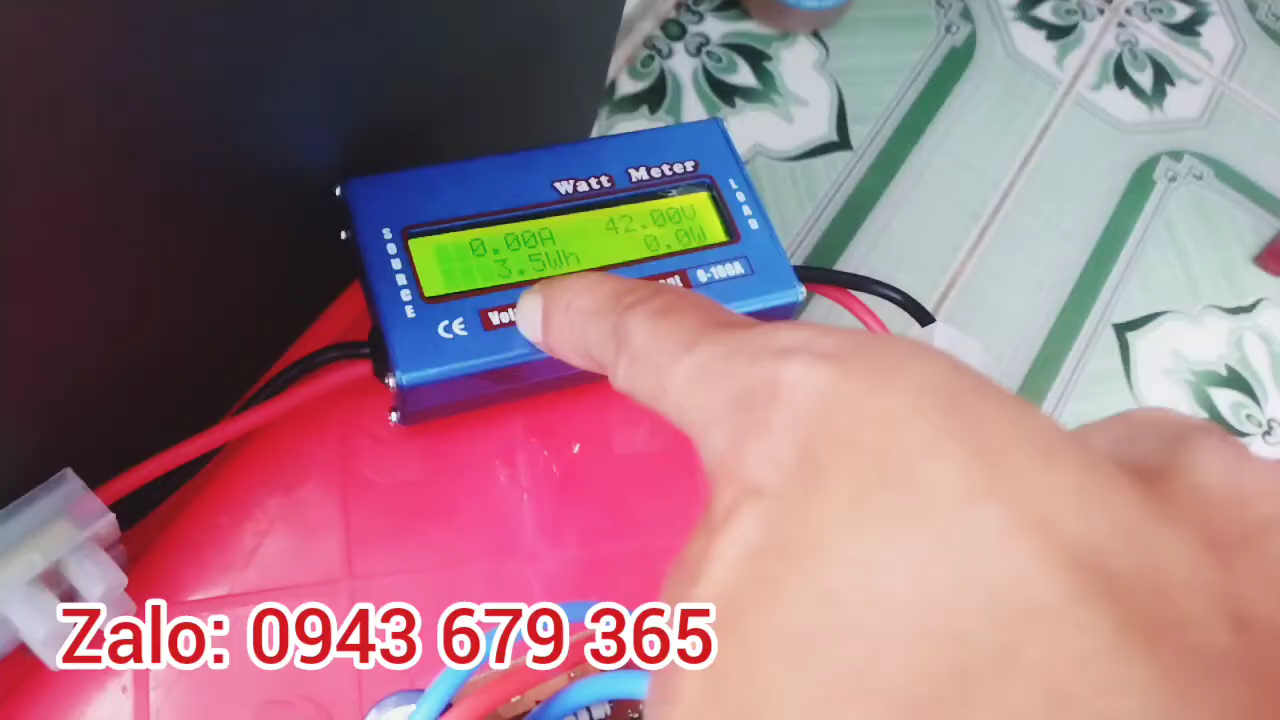 Watt Meter
LOAD
SOURCE
0.00A 42.00V
3.5Wh 0.0W
CE
0-100A
Zalo: 0943 679 365